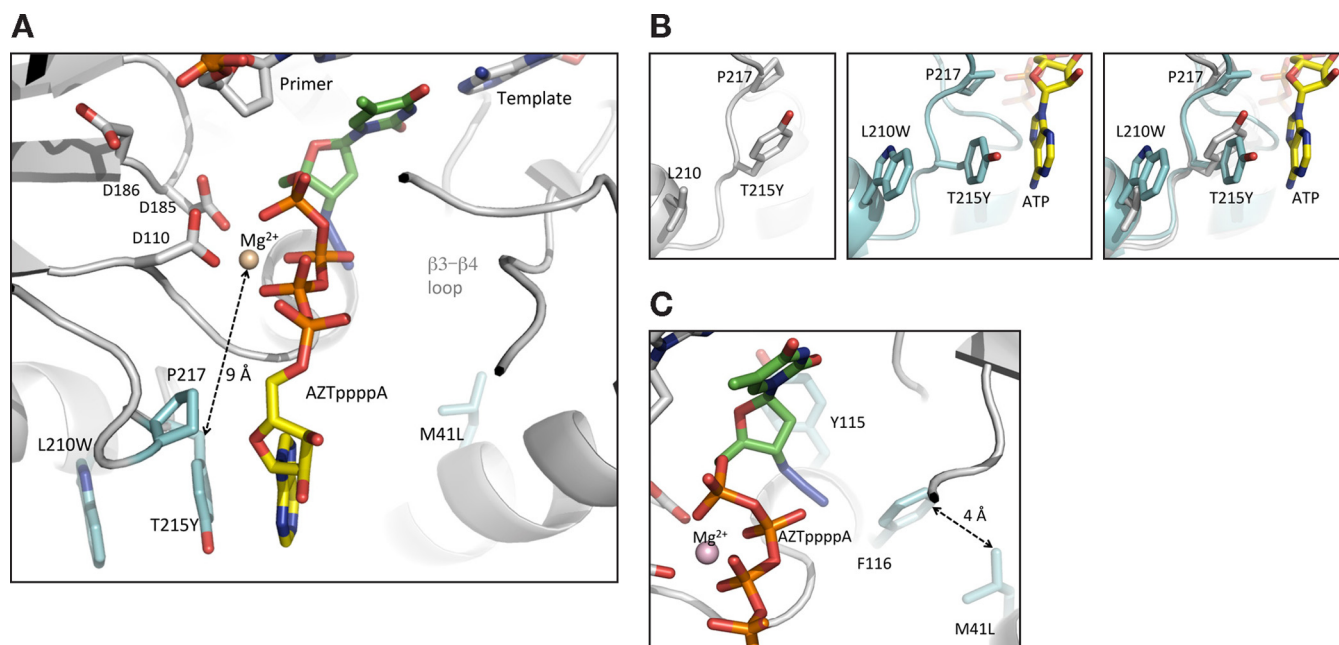 A
Primer
Template
D186
D185
D110
Mg2+
β3–β4
loop
9 Å
P217
AZTppppA
L210W
M41L
T215Y
B
P217
L210
T215Y
P217
L210W
T215Y
ATP
P217
L210W
T215Y
ATP
C
Y115
4 Å
Mg2+
AZTppppA
F116
M41L